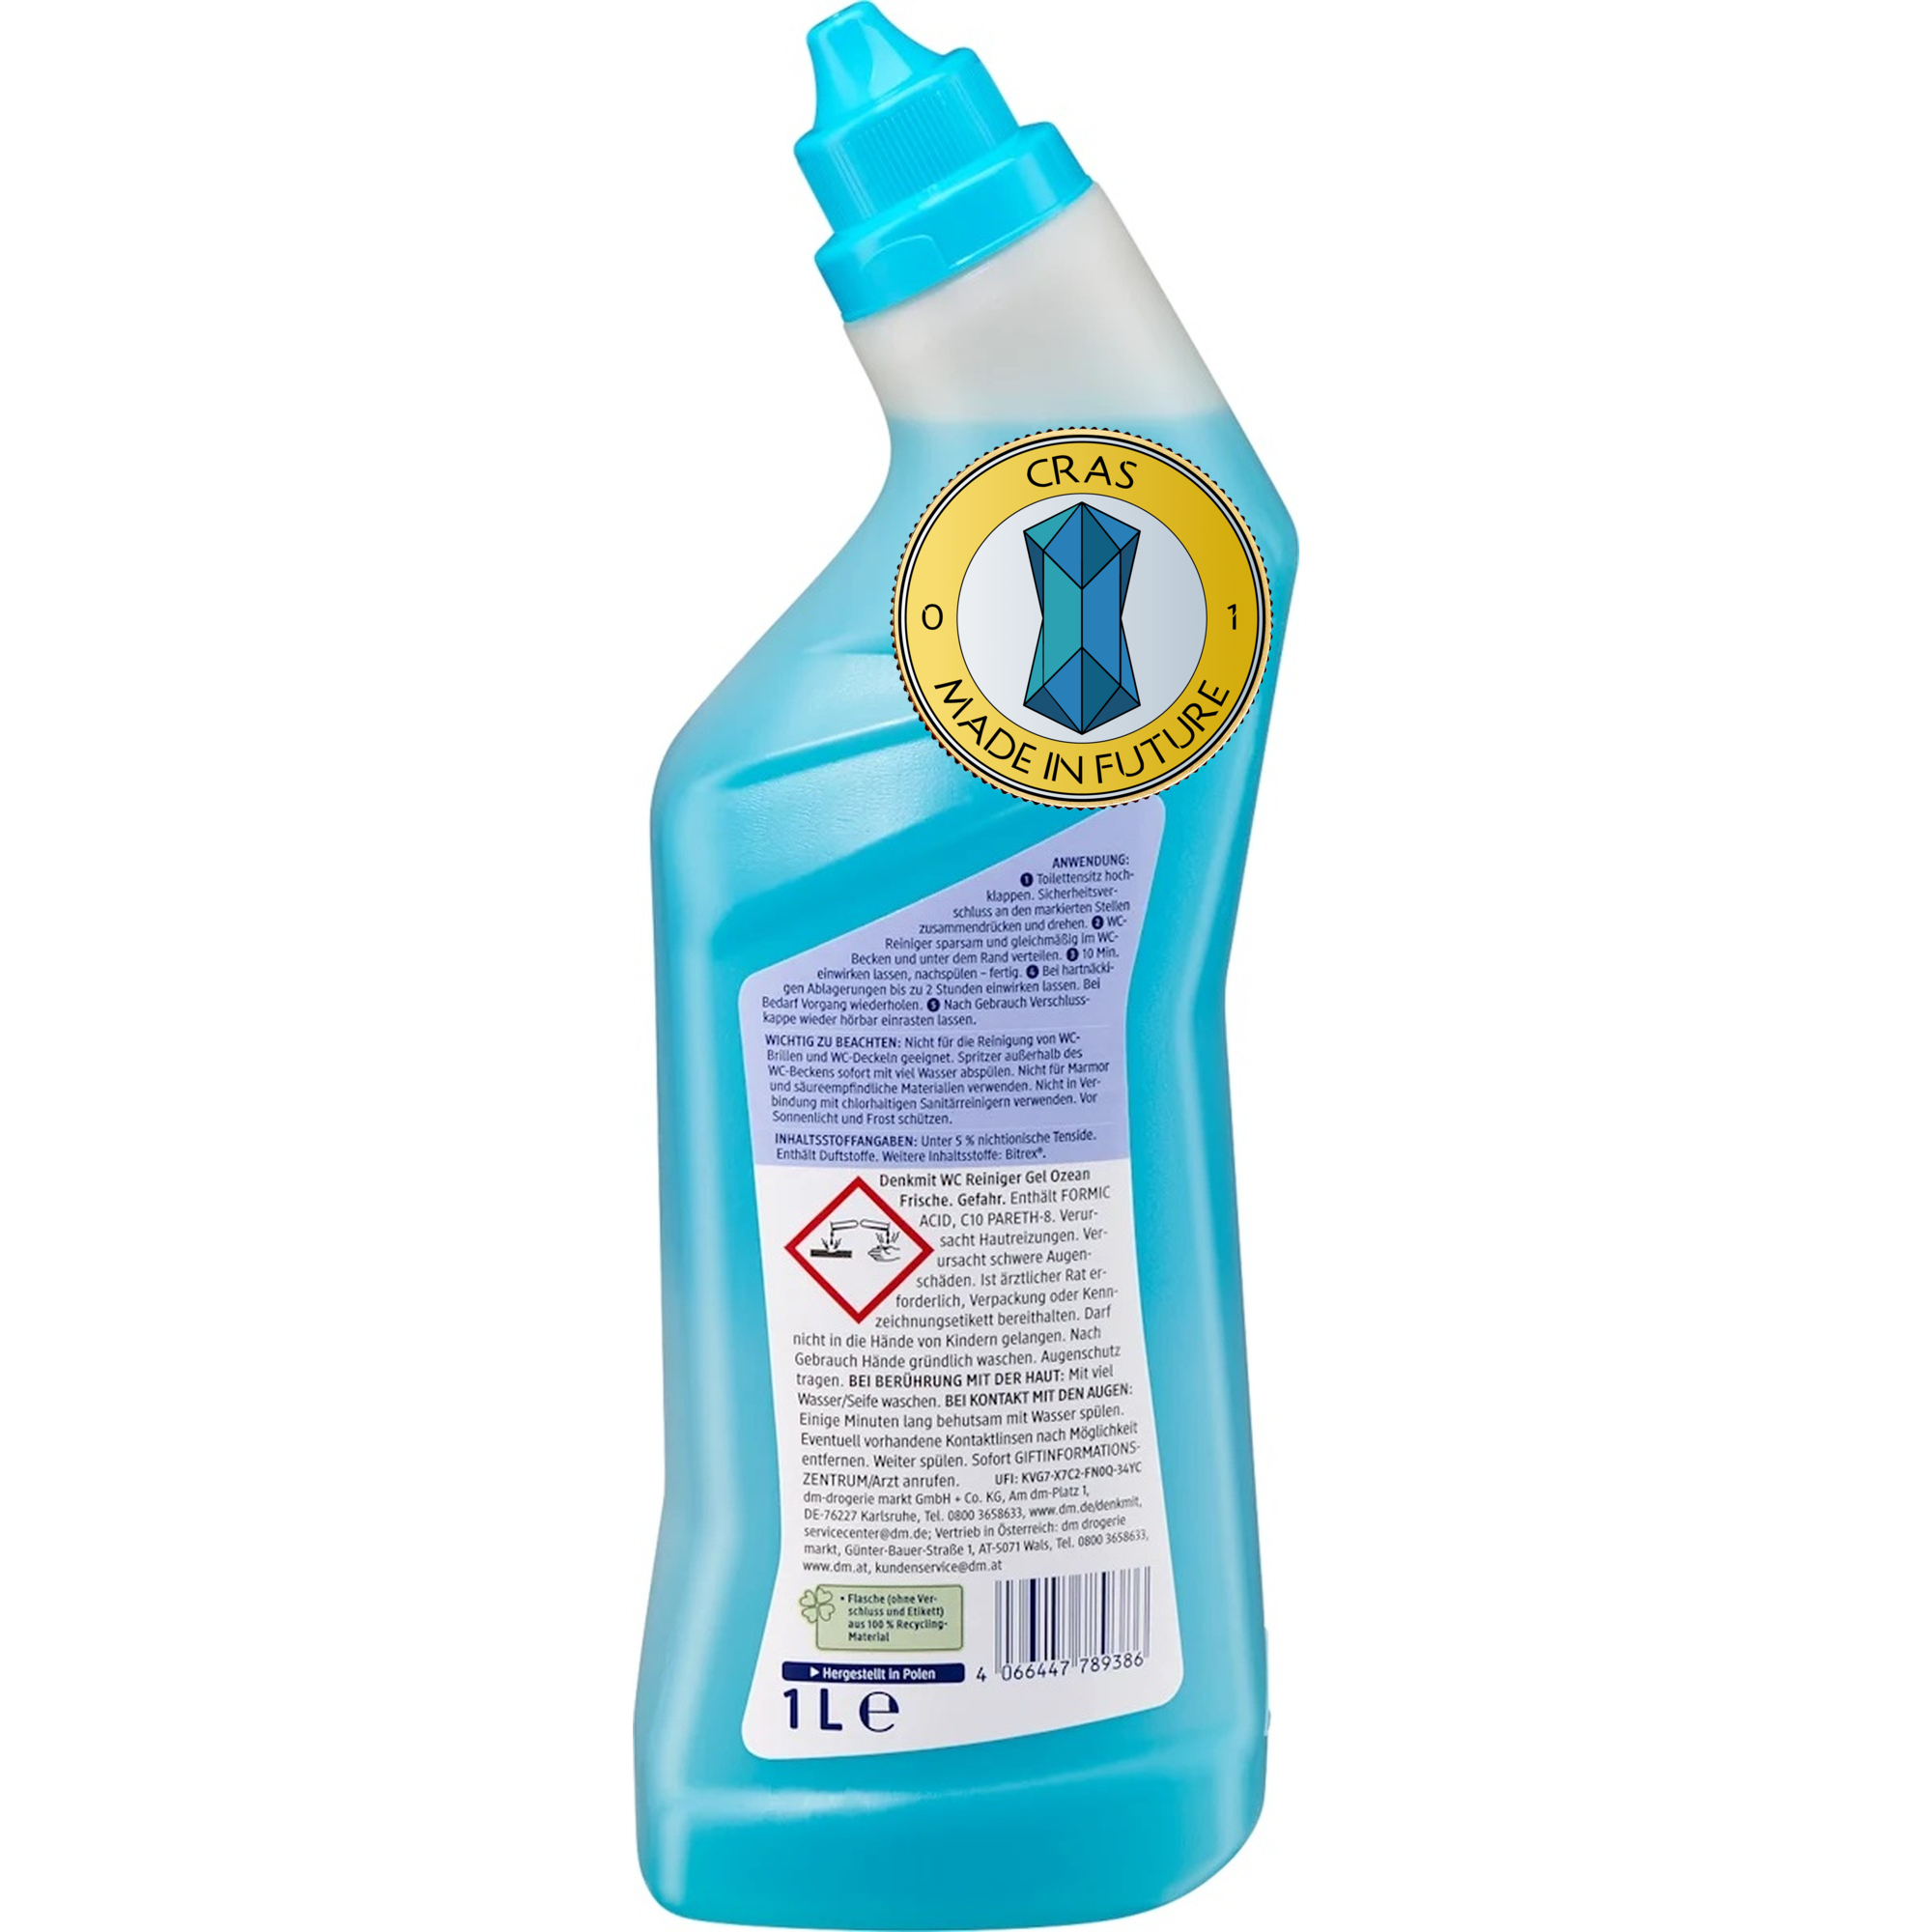 CRAS
0 1
MADE IN FUTURE
ANWENDUNG:
1 Toilettensitz hoch-
klappen. Sicherheitsver-
schluss an den markierten Stellen
zusammendrücken und drehen. 2 WC-
Reiniger sparsam und gleichmäßig im WC-
Becken und unter dem Rand verteilen. 3 10 Min.
einwirken lassen, nachspülen – fertig. 4 Bei hartnäcki-
gen Ablagerungen bis zu 2 Stunden einwirken lassen. Bei
Bedarf Vorgang wiederholen. 5 Nach Gebrauch Verschluss-
kappe wieder hörbar einrasten lassen.
WICHTIG ZU BEACHTEN: Nicht für die Reinigung von WC-
Brillen und WC-Deckeln geeignet. Spritzer außerhalb des
WC-Beckens sofort mit viel Wasser abspülen. Nicht für Marmor
und säureempfindliche Materialien verwenden. Nicht in Ver-
bindung mit chlorhaltigen Sanitärreinigern verwenden. Vor
Sonnenlicht und Frost schützen.
INHALTSSTOFFANGABEN: Unter 5 % nichtionische Tenside.
Enthält Duftstoffe. Weitere Inhaltsstoffe: Bitrex®.
Denkmit WC Reiniger Gel Ozean
Frische. Gefahr. Enthält FORMIC
ACID, C10 PARETH-8. Verur-
sacht Hautreizungen. Ver-
ursacht schwere Augen-
schäden. Ist ärztlicher Rat er-
forderlich, Verpackung oder Kenn-
zeichnungsetikett bereithalten. Darf
nicht in die Hände von Kindern gelangen. Nach
Gebrauch Hände gründlich waschen. Augenschutz
tragen. BEI BERÜHRUNG MIT DER HAUT: Mit viel
Wasser/Seife waschen. BEI KONTAKT MIT DEN AUGEN:
Einige Minuten lang behutsam mit Wasser spülen.
Eventuell vorhandene Kontaktlinsen nach Möglichkeit
entfernen. Weiter spülen. Sofort GIFTINFORMATIONS-
ZENTRUM/Arzt anrufen. UFI: KVG7-X7C2-FN0Q-34YC
dm-drogerie markt GmbH + Co. KG, Am dm-Platz 1,
DE-76227 Karlsruhe, Tel. 0800 3658633, www.dm.de/denkmit,
servicecenter@dm.de; Vertrieb in Österreich: dm drogerie
markt, Günter-Bauer-Straße 1, AT-5071 Wals, Tel. 0800 3658633,
www.dm.at, kundenservice@dm.at
• Flasche (ohne Ver-
schluss und Etikett)
aus 100 % Recycling-
Material
Hergestellt in Polen
4 066447 789386
1 L ℮